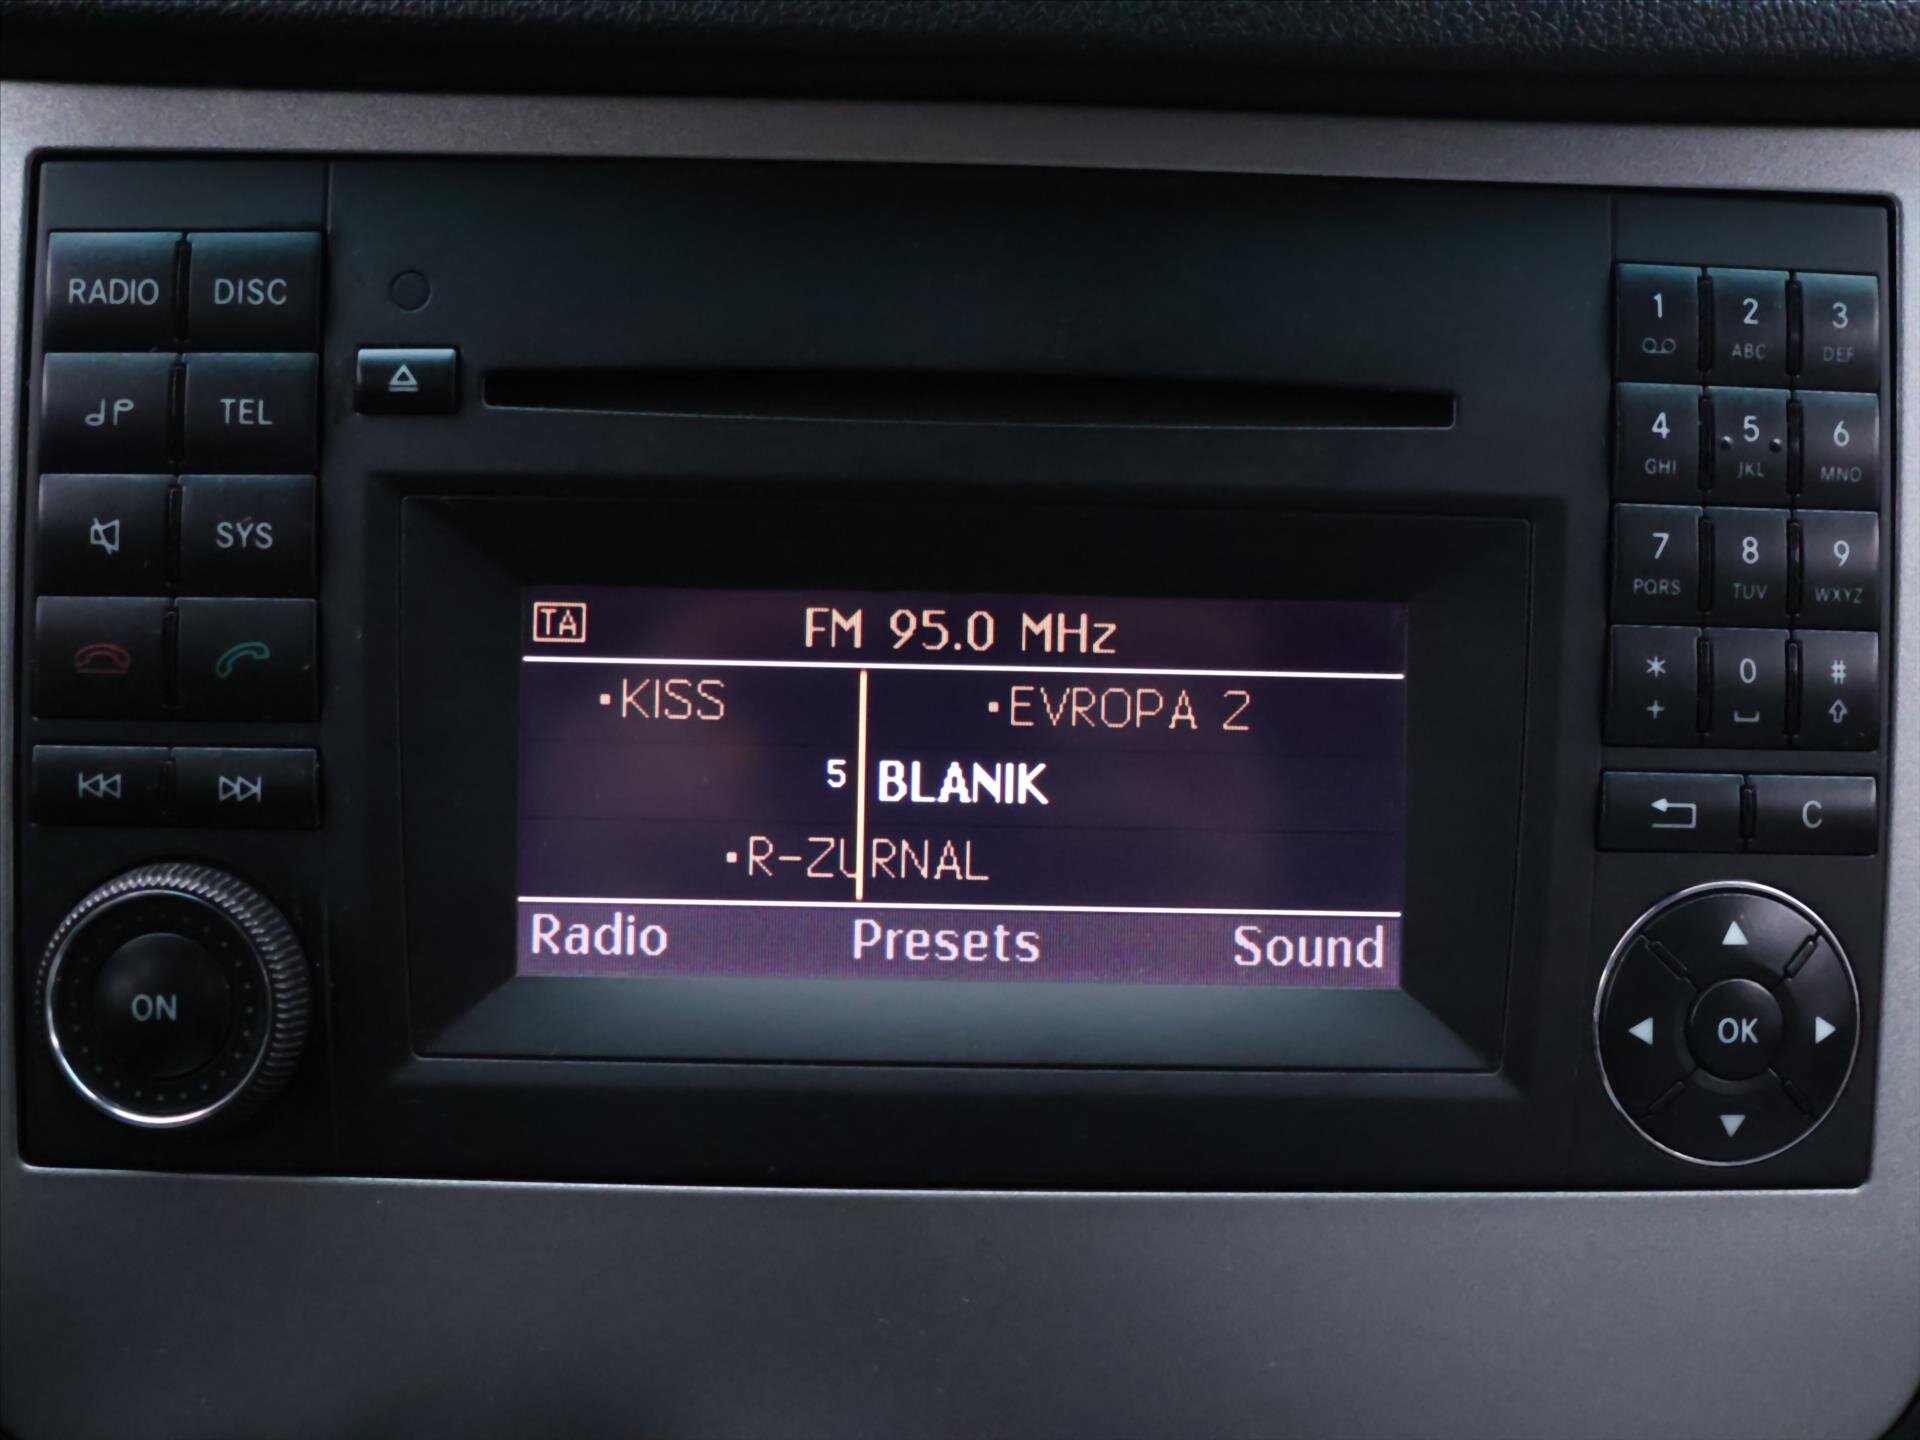 RADIO DISC
TEL
SYS
ON
TA FM 95.0 MHz
·KISS ·EVROPA 2
5 BLANIK
·R-ZURNAL
Radio Presets Sound
1 2 3
ABC DEF
4 5 6
GHI JKL MNO
7 8 9
PQRS TUV WXYZ
* 0 #
+
C
OK